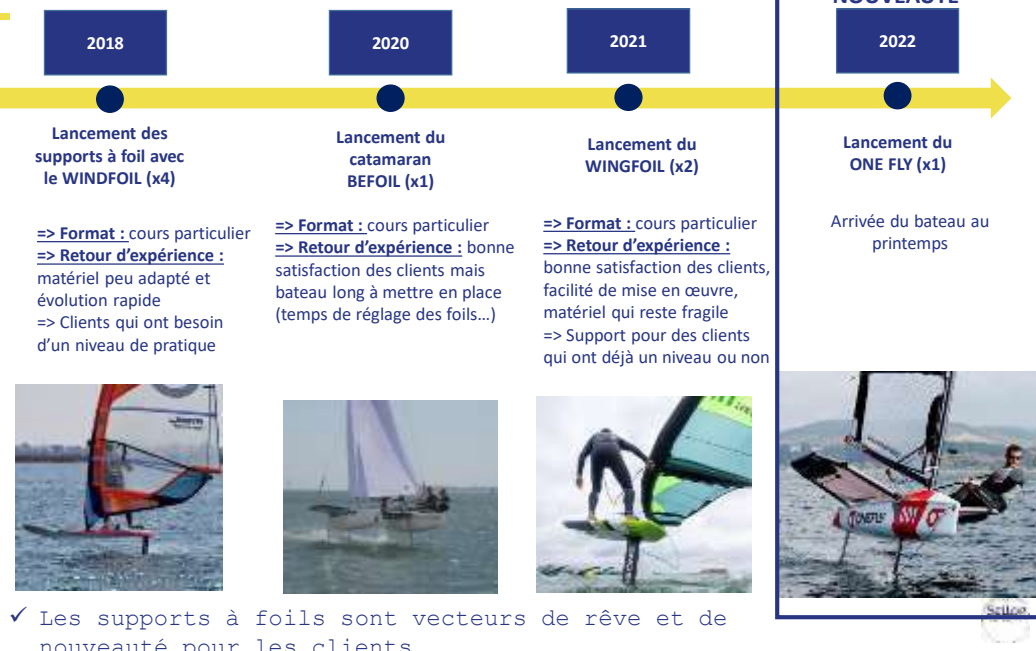 NOUVEAUTÉ
2018
2020
2021
2022
Lancement des
supports à foil avec
le WINDFOIL (x4)
=> Format : cours particulier
=> Retour d’expérience :
matériel peu adapté et
évolution rapide
=> Clients qui ont besoin
d’un niveau de pratique
Lancement du
catamaran
BEFOIL (x1)
=> Format : cours particulier
=> Retour d’expérience : bonne
satisfaction des clients mais
bateau long à mettre en place
(temps de réglage des foils…)
Lancement du
WINGFOIL (x2)
=> Format : cours particulier
=> Retour d’expérience :
bonne satisfaction des clients,
facilité de mise en œuvre,
matériel qui reste fragile
=> Support pour des clients
qui ont déjà un niveau ou non
Lancement du
ONE FLY (x1)
Arrivée du bateau au
printemps
ONEFLY
✓ Les supports à foils sont vecteurs de rêve et de
nouveauté pour les clients